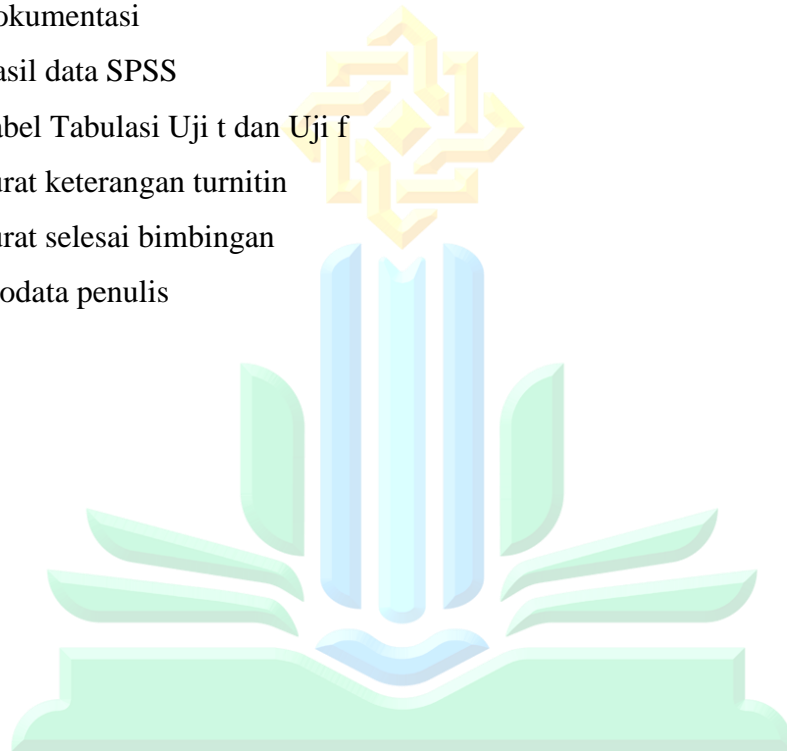 okumentasi
asil data SPSS
abel Tabulasi Uji t dan Uji f
urat keterangan turnitin
urat selesai bimbingan
odata penulis